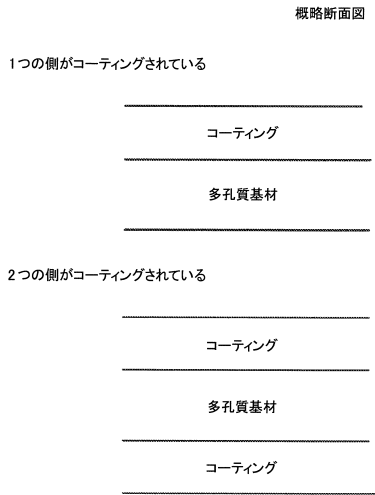 概略断面図
1つの側がコーティングされている
コーティング
多孔質基材
2つの側がコーティングされている
コーティング
多孔質基材
コーティング